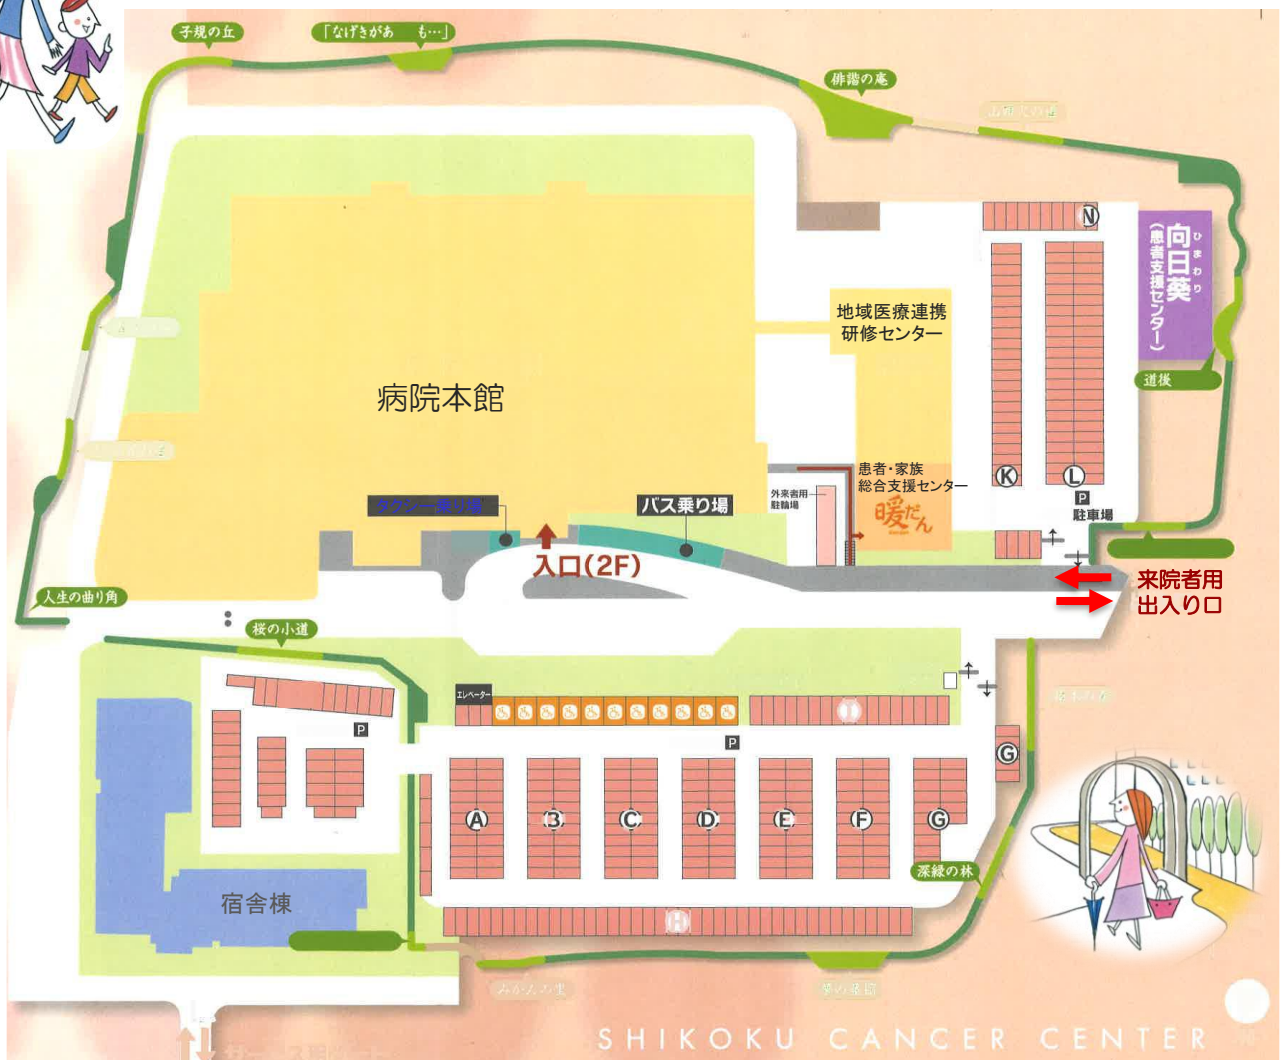 子規の丘
「なげきがあ も…」
俳諧の庵
N
向日葵
ひまわり
(患者支援センター)
地域医療連携
研修センター
道後
病院本館
患者・家族
総合支援センター
暖だん
外来者用
駐輪場
K
L
P
駐車場
タクシー乗り場
バス乗り場
入口(2F)
来院者用
出入り口
人生の曲り角
桜の小道
エレベーター
P
P
G
A
C
D
E
F
G
深緑の林
宿舎棟
H
みかんの里
SHIKOKU CANCER CENTER